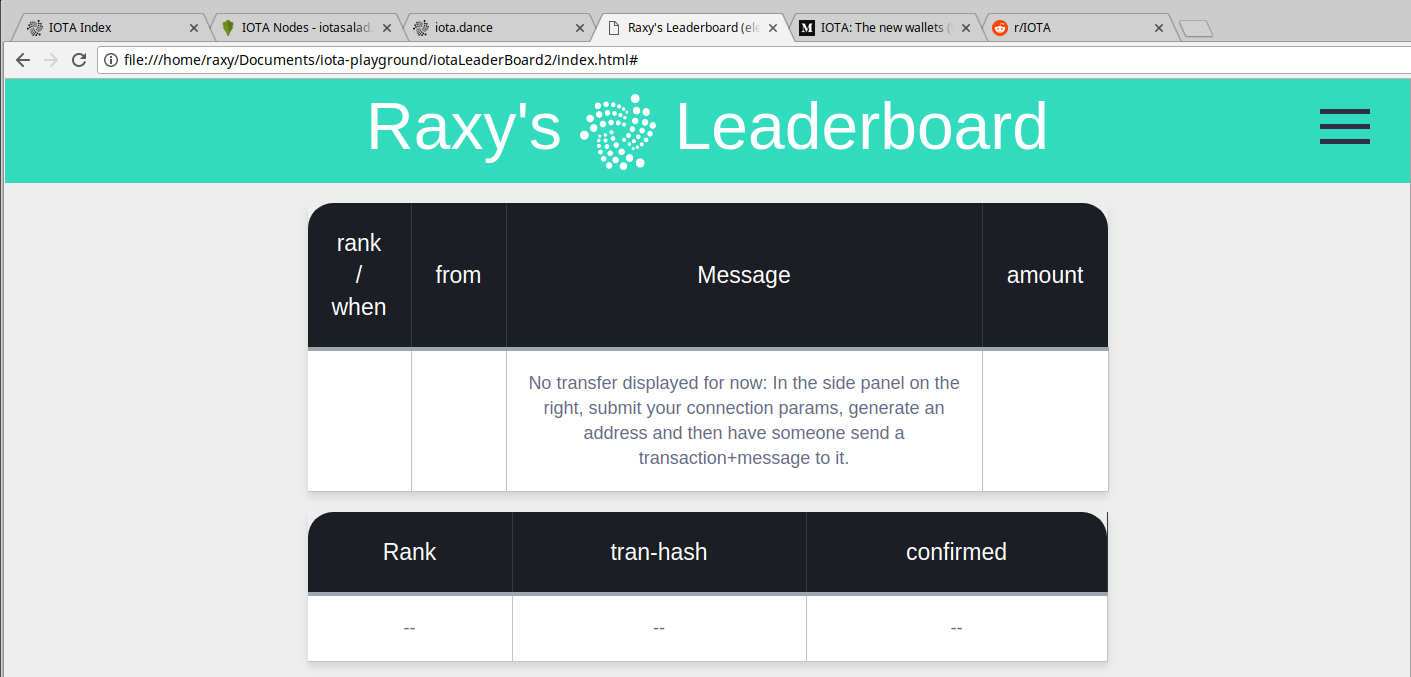 IOTA Index
IOTA Nodes - iotasalad.
iota.dance
Raxy's Leaderboard (ele
IOTA: The new wallets (
r/IOTA
file:///home/raxy/Documents/iota-playground/iotaLeaderBoard2/index.html#
Raxy's Leaderboard
rank
/
when
from
Message
amount
No transfer displayed for now: In the side panel on the
right, submit your connection params, generate an
address and then have someone send a
transaction+message to it.
Rank
tran-hash
confirmed
--
--
--